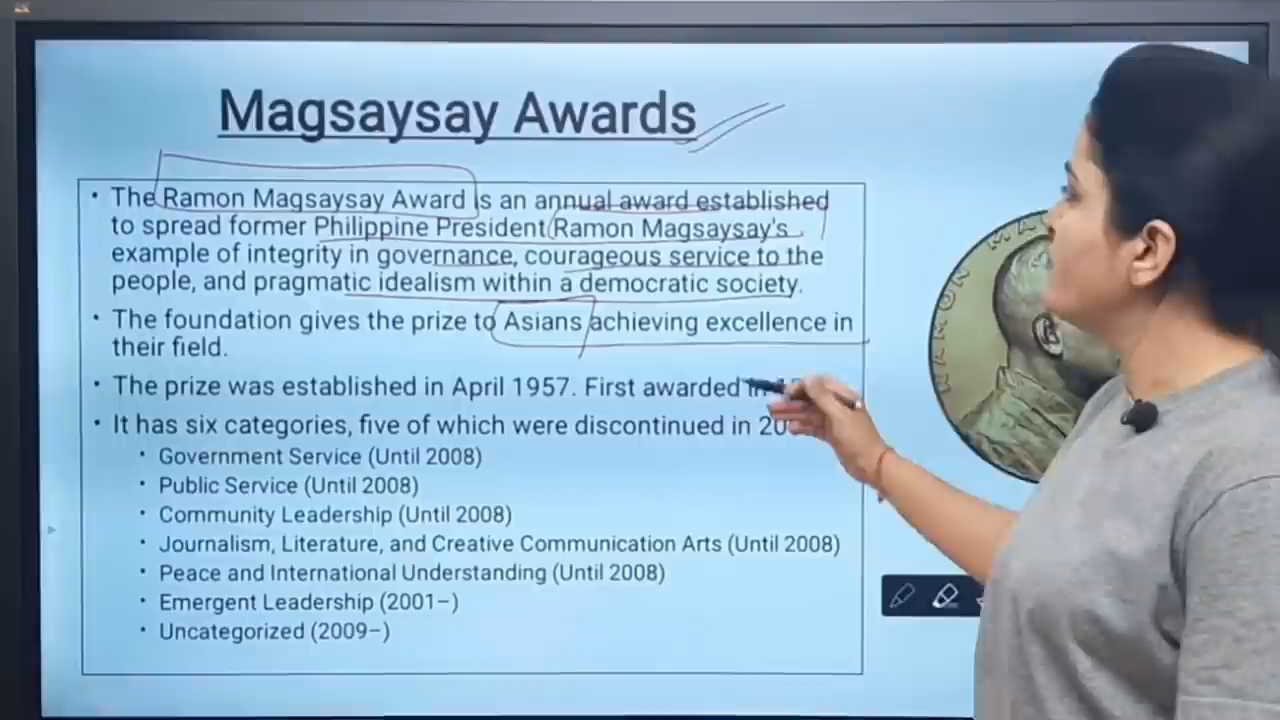 Magsaysay Awards
• The Ramon Magsaysay Award is an annual award established
to spread former Philippine President Ramon Magsaysay's
example of integrity in governance, courageous service to the
people, and pragmatic idealism within a democratic society.
• The foundation gives the prize to Asians achieving excellence in
their field.
• The prize was established in April 1957. First awarded in
• It has six categories, five of which were discontinued in
• Government Service (Until 2008)
• Public Service (Until 2008)
• Community Leadership (Until 2008)
• Journalism, Literature, and Creative Communication Arts (Until 2008)
• Peace and International Understanding (Until 2008)
• Emergent Leadership (2001–)
• Uncategorized (2009–)
RAMON MA